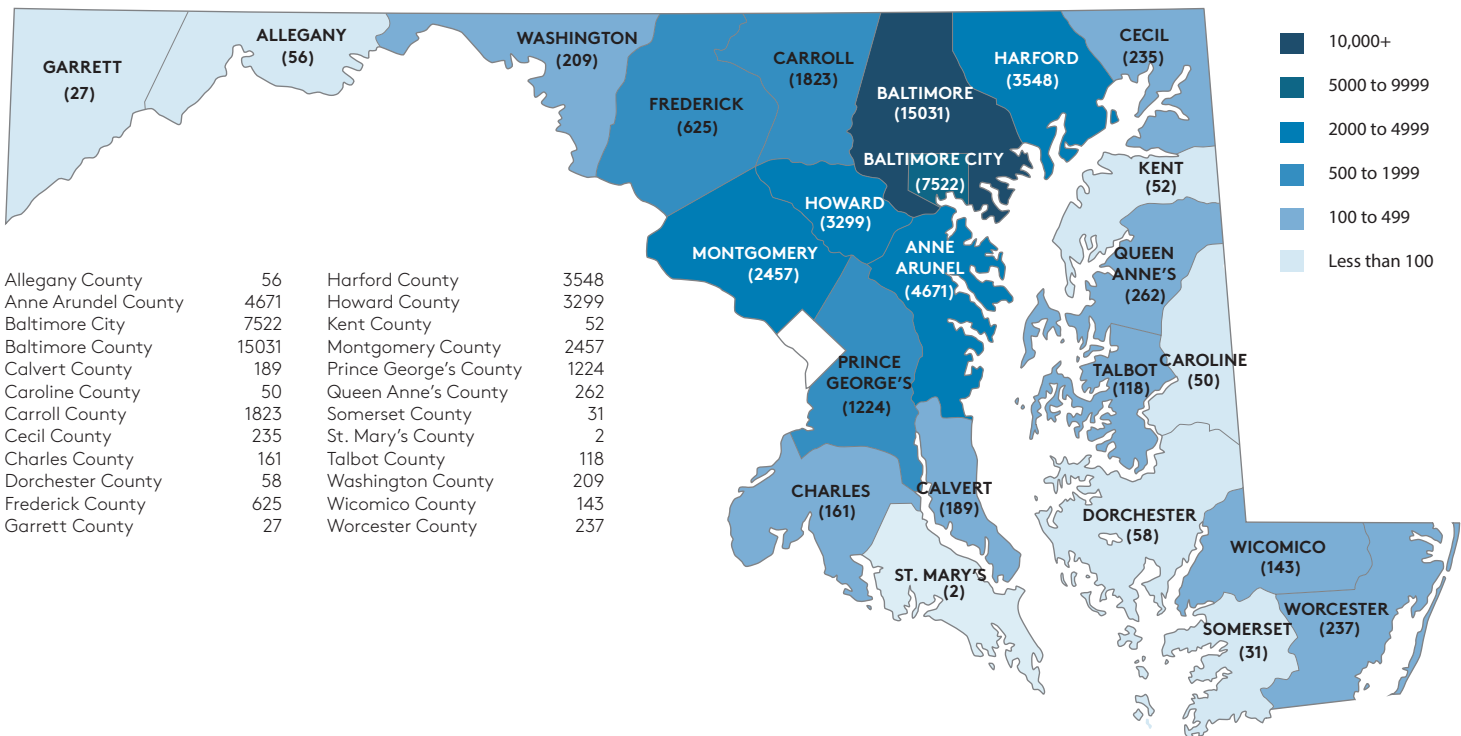 GARRETT
(27)
ALLEGANY
(56)
WASHINGTON
(209)
FREDERICK
(625)
CARROLL
(1823)
BALTIMORE
(15031)
BALTIMORE CITY
(7522)
HARFORD
(3548)
CECIL
(235)
KENT
(52)
HOWARD
(3299)
MONTGOMERY
(2457)
ANNE
ARUNEL
(4671)
QUEEN
ANNE'S
(262)
TALBOT
(118)
CAROLINE
(50)
PRINCE
GEORGE'S
(1224)
CHARLES
(161)
CALVERT
(189)
ST. MARY'S
(2)
DORCHESTER
(58)
WICOMICO
(143)
WORCESTER
(237)
SOMERSET
(31)
10,000+
5000 to 9999
2000 to 4999
500 to 1999
100 to 499
Less than 100
Allegany County 56
Anne Arundel County 4671
Baltimore City 7522
Baltimore County 15031
Calvert County 189
Caroline County 50
Carroll County 1823
Cecil County 235
Charles County 161
Dorchester County 58
Frederick County 625
Garrett County 27
Harford County 3548
Howard County 3299
Kent County 52
Montgomery County 2457
Prince George's County 1224
Queen Anne's County 262
Somerset County 31
St. Mary's County 2
Talbot County 118
Washington County 209
Wicomico County 143
Worcester County 237